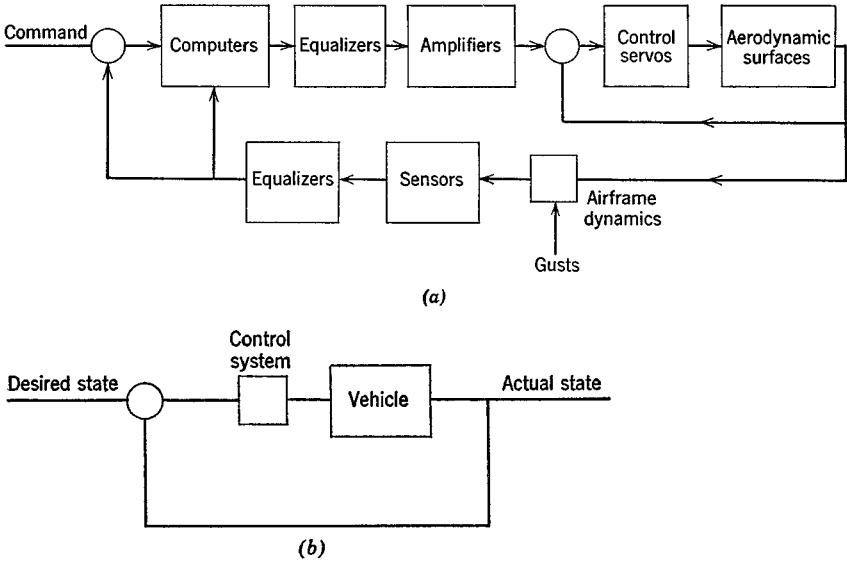 Command
Computers
Equalizers
Amplifiers
Control
servos
Aerodynamic
surfaces
Equalizers
Sensors
Airframe
dynamics
Gusts
(a)
Control
system
Desired state
Vehicle
Actual state
(b)